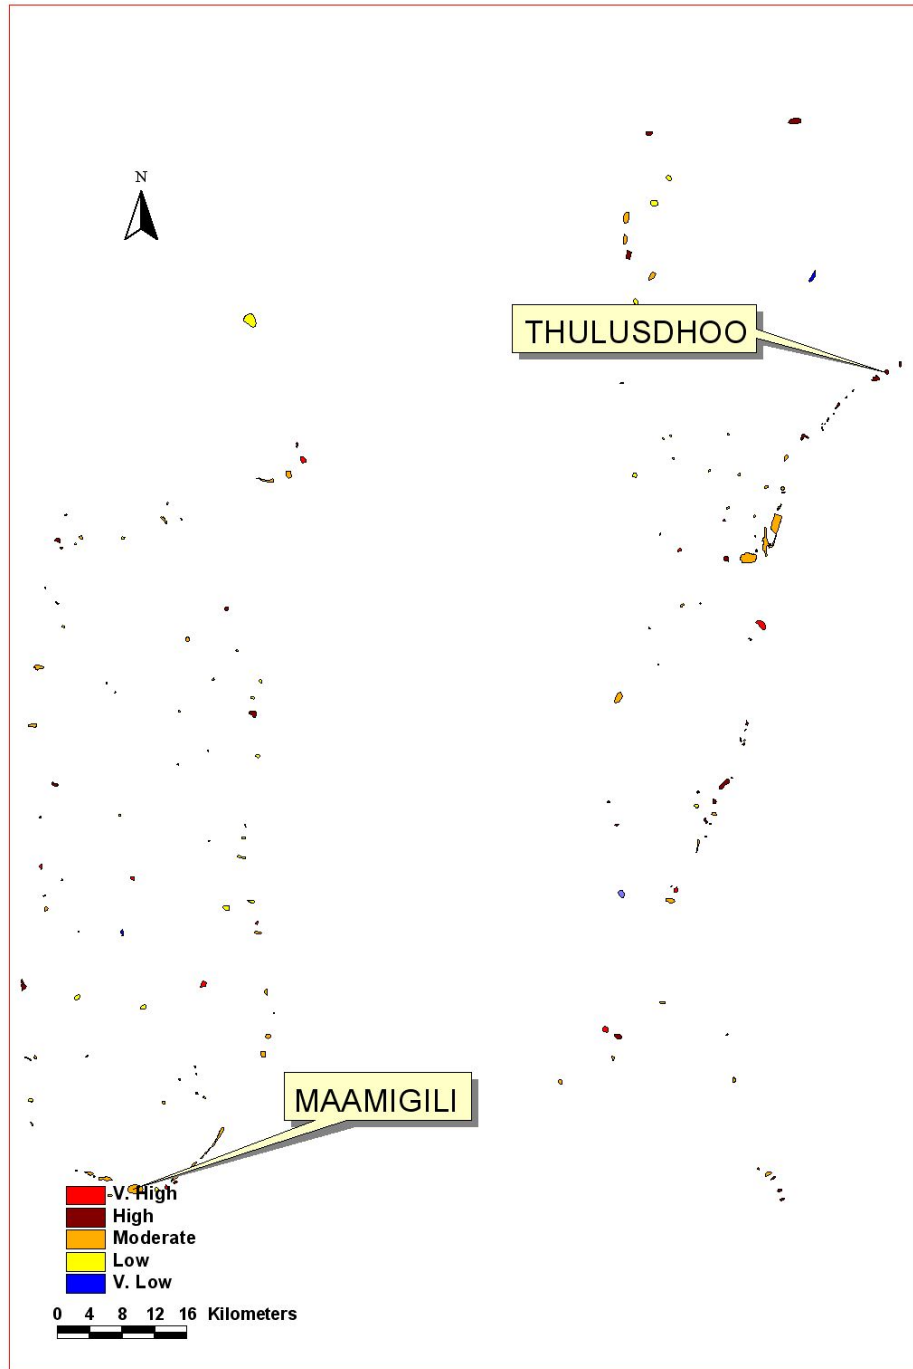 N
THULUSDHOO
MAAMIGILI
V. High
High
Moderate
Low
V. Low
0 4 8 12 16 Kilometers